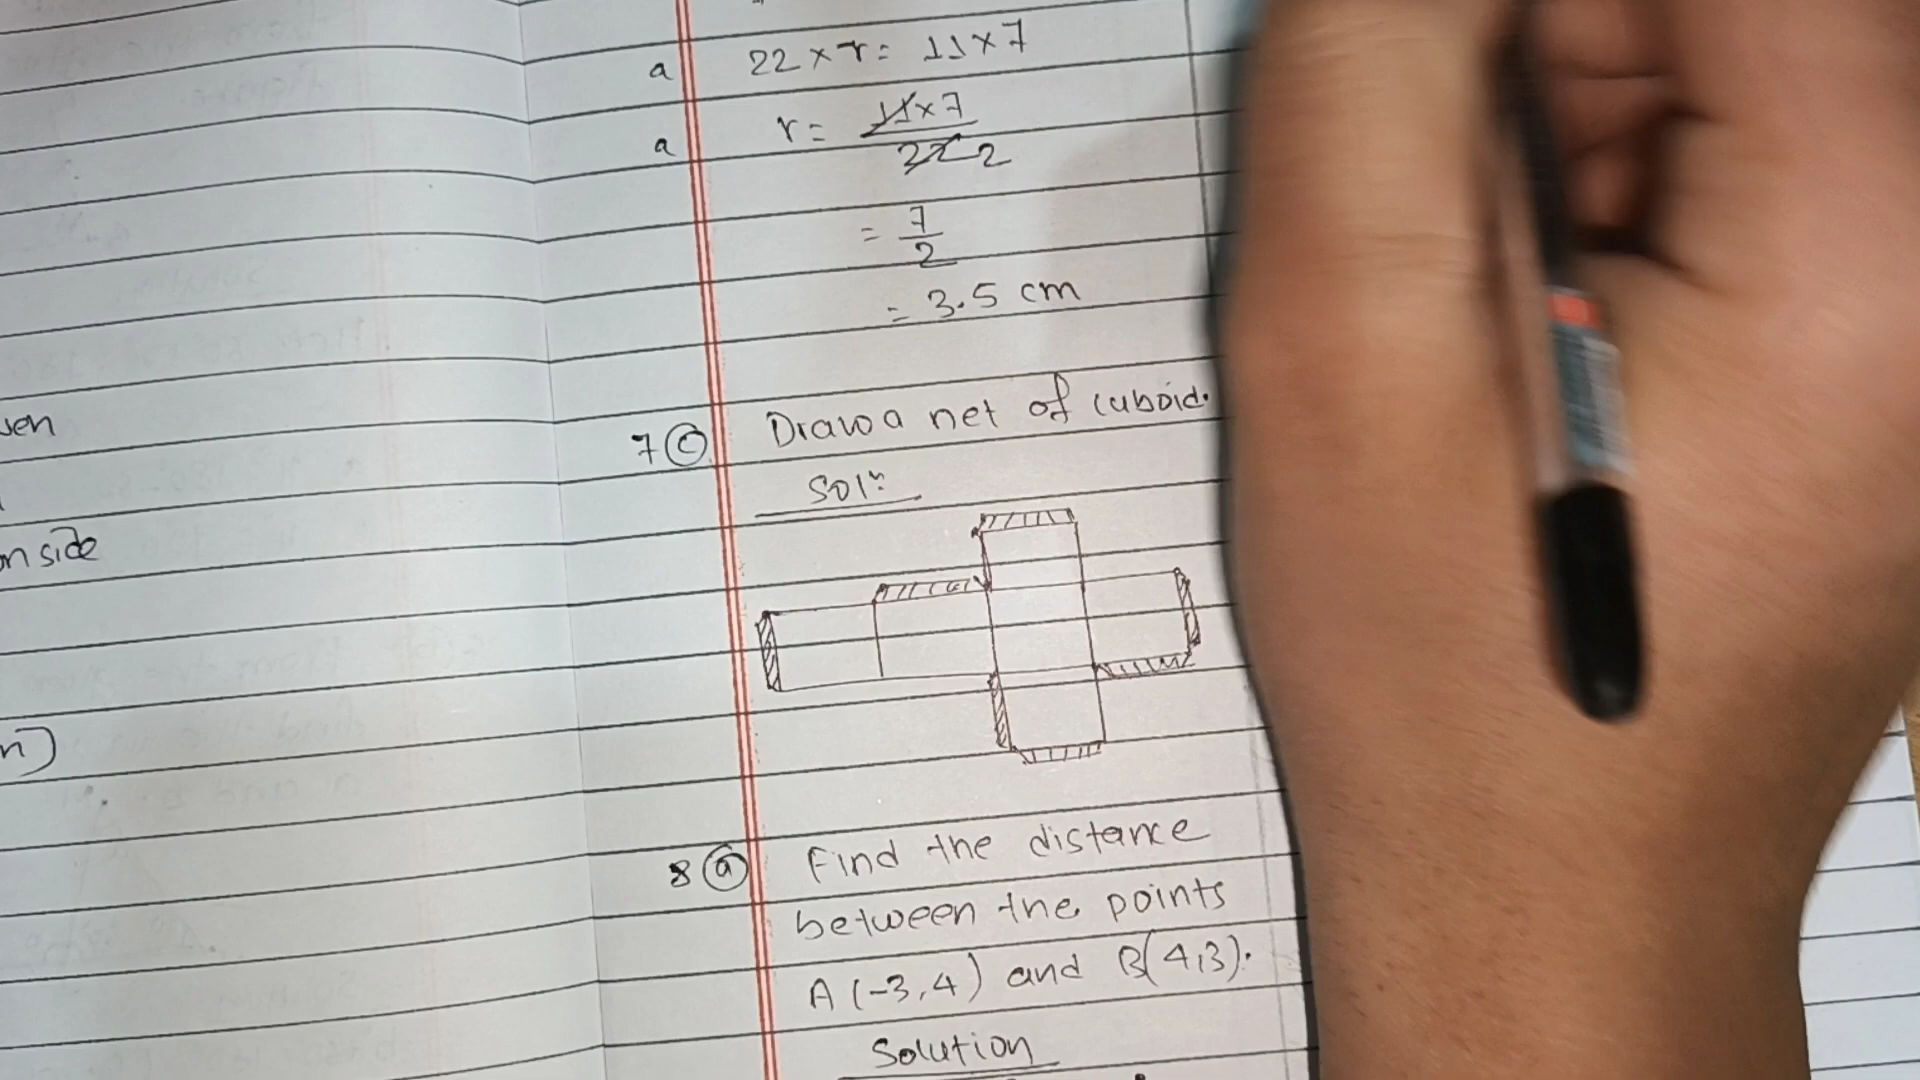 a 22 × r = 11 × 7
a r = 11×7
22 2
= 7
2
= 3.5 cm
7 (c) Draw a net of cuboid.
Solⁿ
8 (a) Find the distance
between the points
A (-3, 4) and B(4,3).
Solution
on side